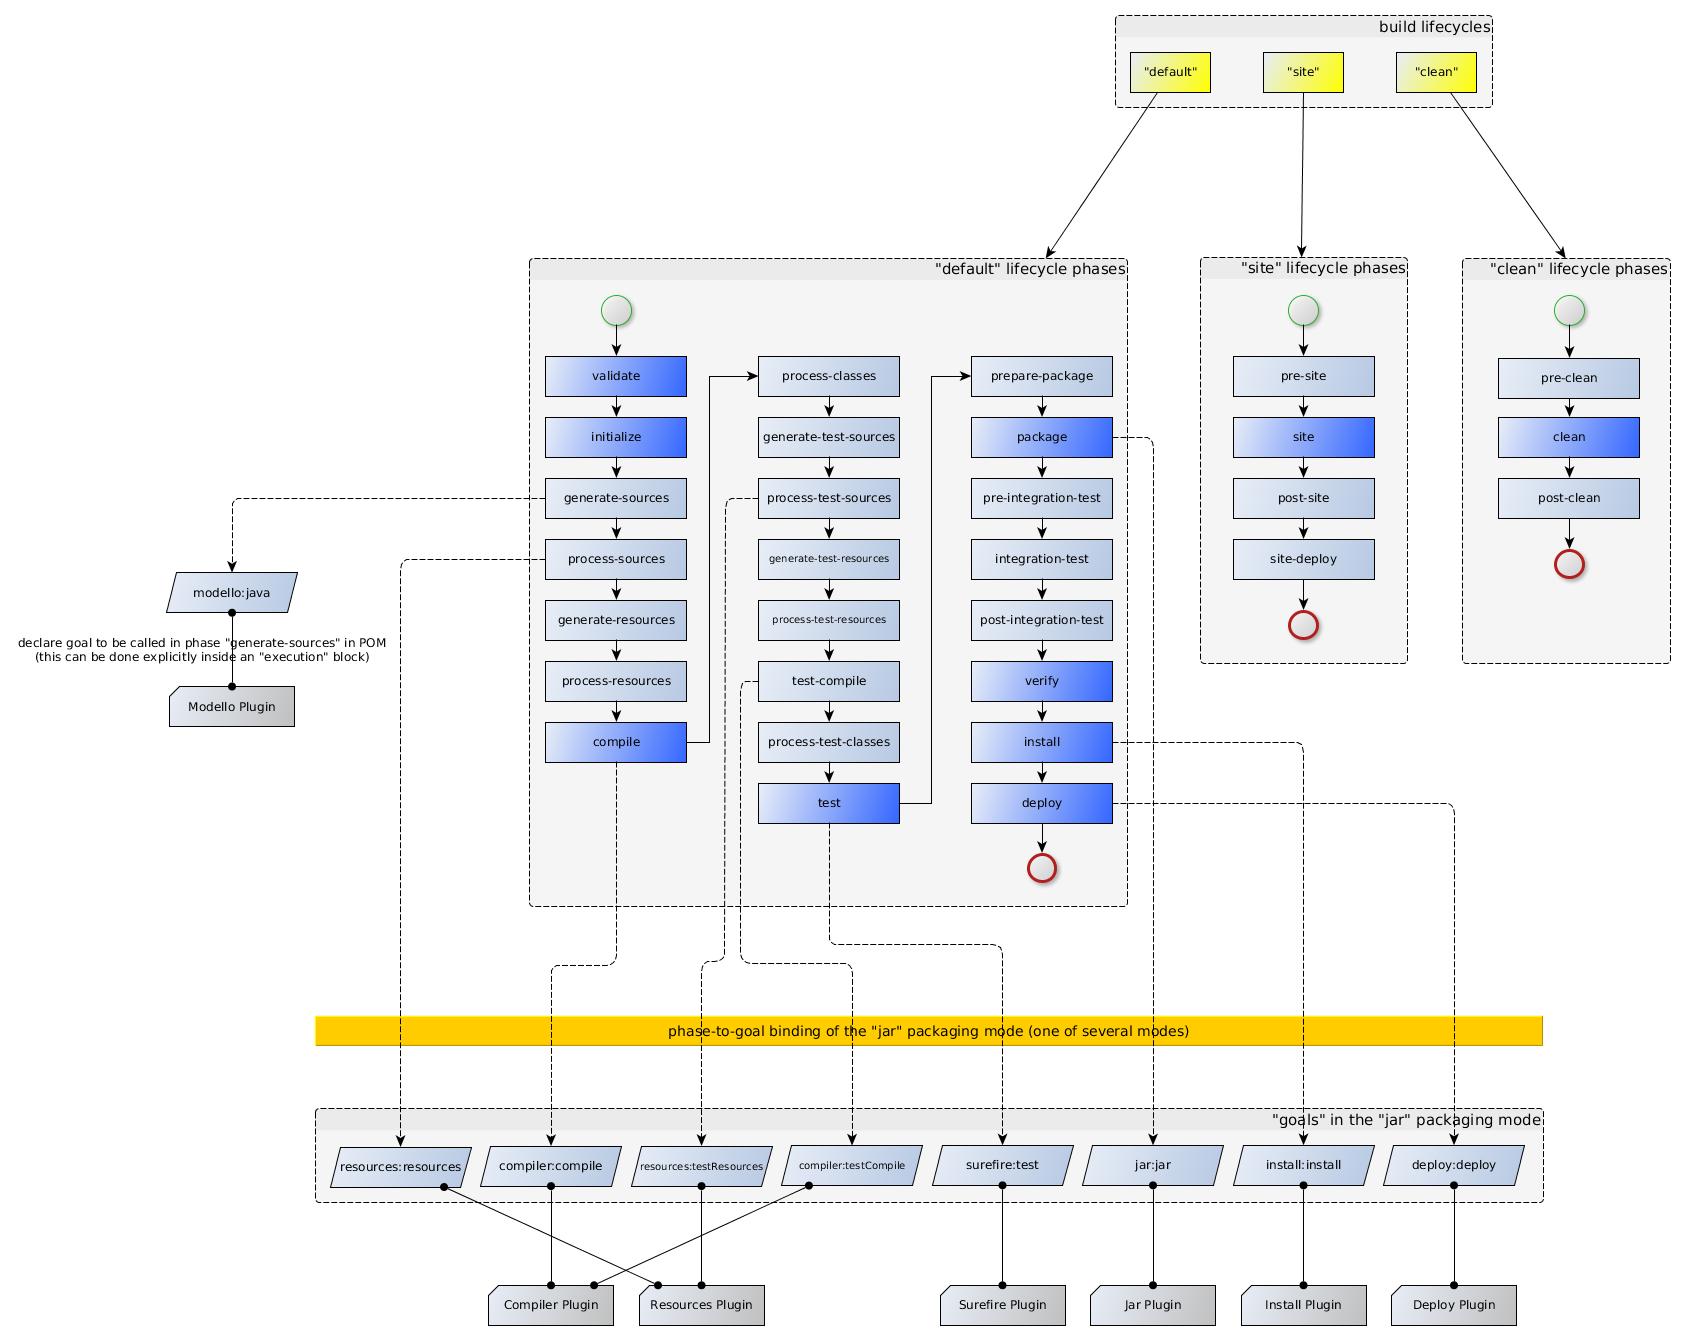 build lifecycles
"default"
"site"
"clean"
"default" lifecycle phases
validate
initialize
generate-sources
process-sources
generate-resources
process-resources
compile
process-classes
generate-test-sources
process-test-sources
generate-test-resources
process-test-resources
test-compile
process-test-classes
test
prepare-package
package
pre-integration-test
integration-test
post-integration-test
verify
install
deploy
"site" lifecycle phases
pre-site
site
post-site
site-deploy
"clean" lifecycle phases
pre-clean
clean
post-clean
modello:java
declare goal to be called in phase "generate-sources" in POM
(this can be done explicitly inside an "execution" block)
Modello Plugin
phase-to-goal binding of the "jar" packaging mode (one of several modes)
"goals" in the "jar" packaging mode
resources:resources
compiler:compile
resources:testResources
compiler:testCompile
surefire:test
jar:jar
install:install
deploy:deploy
Compiler Plugin
Resources Plugin
Surefire Plugin
Jar Plugin
Install Plugin
Deploy Plugin